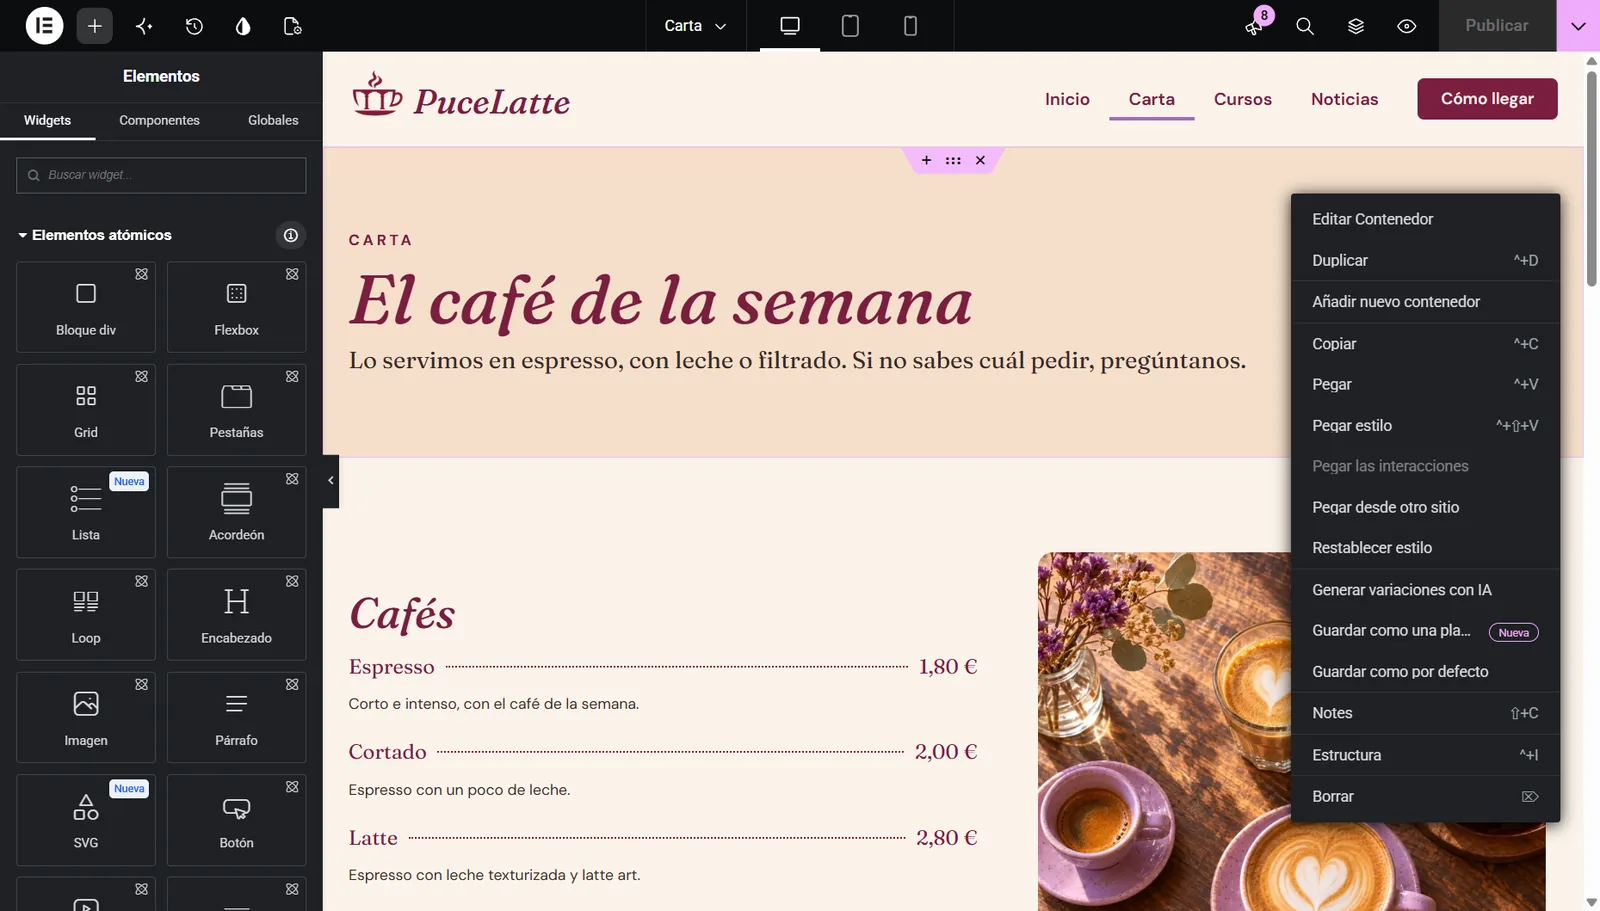 Carta
8
Publicar
Elementos
Widgets
Componentes
Globales
Buscar widget...
Elementos atómicos
Bloque div
Flexbox
Grid
Pestañas
Nueva
Lista
Acordeón
Loop
Encabezado
Imagen
Párrafo
Nueva
SVG
Botón
PuceLatte
Inicio
Carta
Cursos
Noticias
Cómo llegar
CARTA
El café de la semana
Lo servimos en espresso, con leche o filtrado. Si no sabes cuál pedir, pregúntanos.
Cafés
Espresso 1,80 €
Corto e intenso, con el café de la semana.
Cortado 2,00 €
Espresso con un poco de leche.
Latte 2,80 €
Espresso con leche texturizada y latte art.
Editar Contenedor
Duplicar ^+D
Añadir nuevo contenedor
Copiar ^+C
Pegar ^+V
Pegar estilo ^+⇧+V
Pegar las interacciones
Pegar desde otro sitio
Restablecer estilo
Generar variaciones con IA
Guardar como una pla... Nueva
Guardar como por defecto
Notes ⇧+C
Estructura ^+I
Borrar ⌦